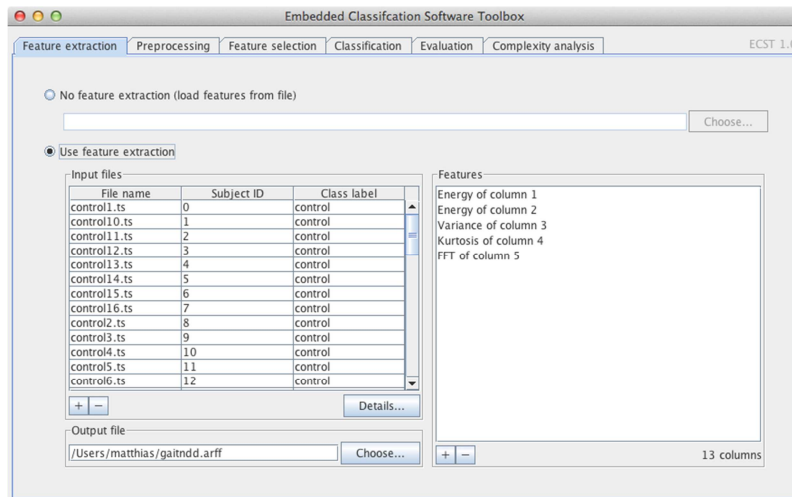 Embedded Classifcation Software Toolbox
Feature extraction Preprocessing Feature selection Classification Evaluation Complexity analysis ECST 1.0
No feature extraction (load features from file)
Choose...
Use feature extraction
Input files
File name Subject ID Class label
control1.ts 0 control
control10.ts 1 control
control11.ts 2 control
control12.ts 3 control
control13.ts 4 control
control14.ts 5 control
control15.ts 6 control
control16.ts 7 control
control2.ts 8 control
control3.ts 9 control
control4.ts 10 control
control5.ts 11 control
control6.ts 12 control
+ − Details...
Output file
/Users/matthias/gaitndd.arff Choose...
Features
Energy of column 1
Energy of column 2
Variance of column 3
Kurtosis of column 4
FFT of column 5
+ − 13 columns